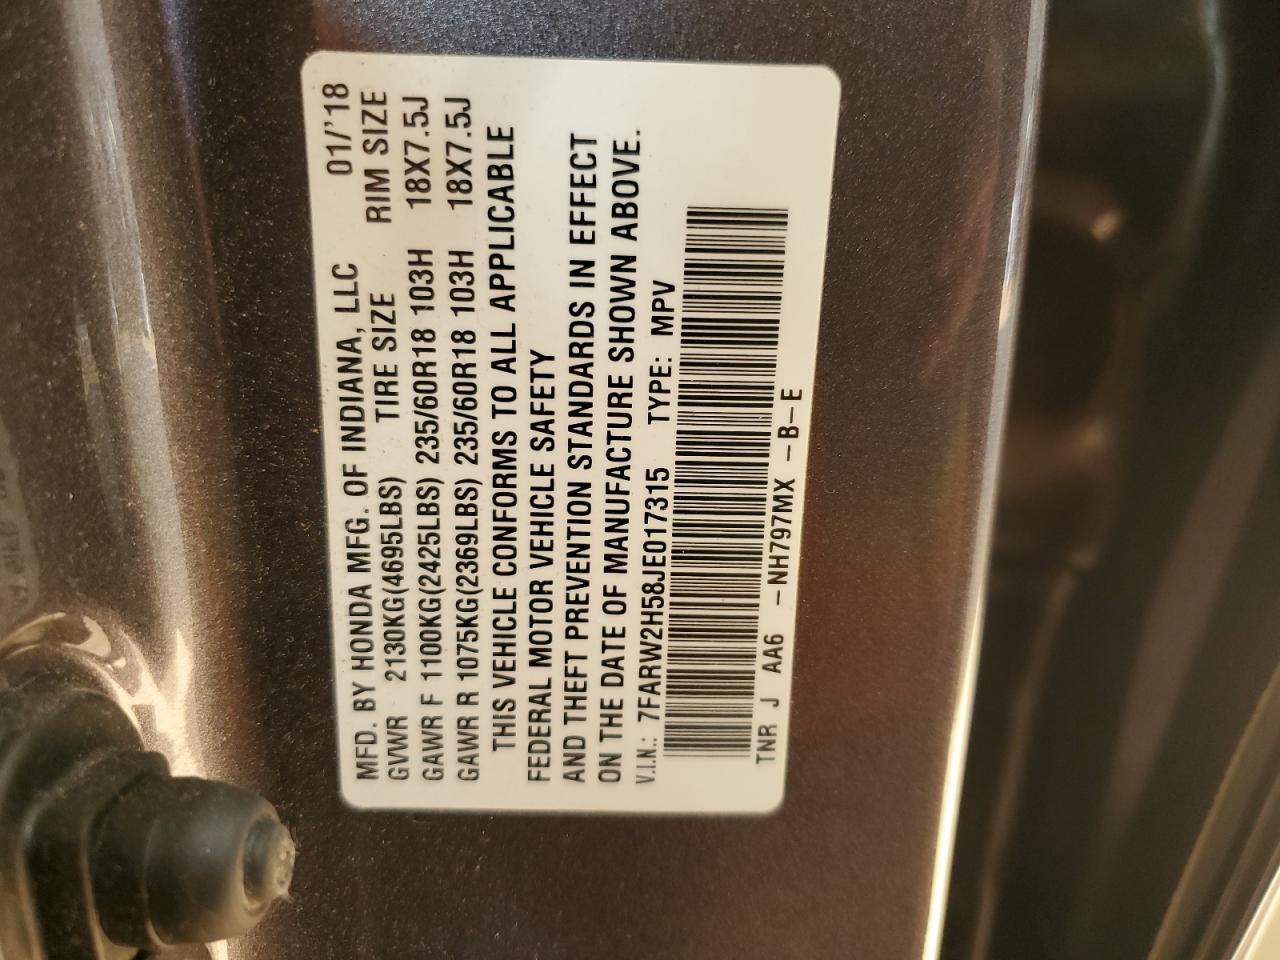 MFD. BY HONDA MFG. OF INDIANA, LLC 01/'18
GVWR 2130KG(4695LBS) TIRE SIZE RIM SIZE
GAWR F 1100KG(2425LBS) 235/60R18 103H 18X7.5J
GAWR R 1075KG(2369LBS) 235/60R18 103H 18X7.5J
THIS VEHICLE CONFORMS TO ALL APPLICABLE
FEDERAL MOTOR VEHICLE SAFETY
AND THEFT PREVENTION STANDARDS IN EFFECT
ON THE DATE OF MANUFACTURE SHOWN ABOVE.
V.I.N.: 7FARW2H58JE017315 TYPE: MPV
TNR J AA6 -NH797MX -B-E